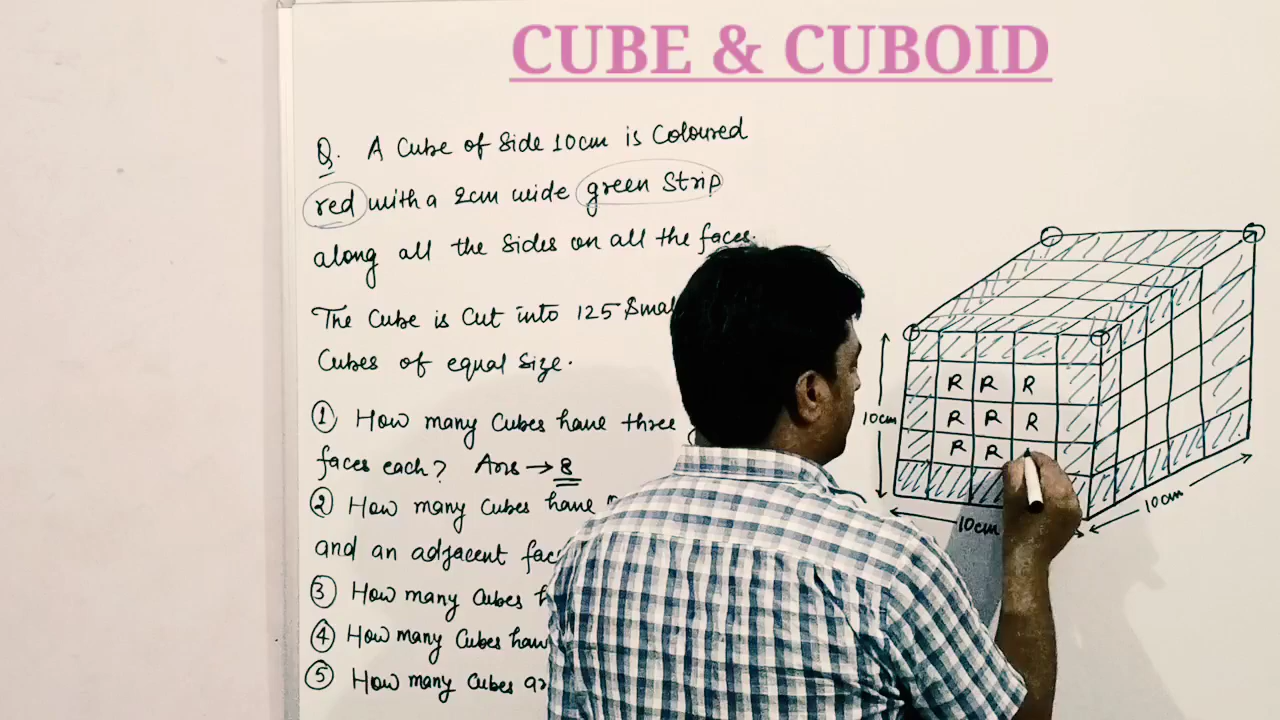 CUBE & CUBOID
Q. A Cube of Side 10cm is Coloured
red with a 2cm wide green Strip
along all the Sides on all the faces.
The Cube is Cut into 125
Cubes of equal Size.
① How many Cubes have three
faces each? Ans → 8
② How many Cubes have
and an adjacent
③ How many Cubes
④ How many Cubes
⑤ How many Cubes
R R R
R R R
R R
10cm
10cm
10cm